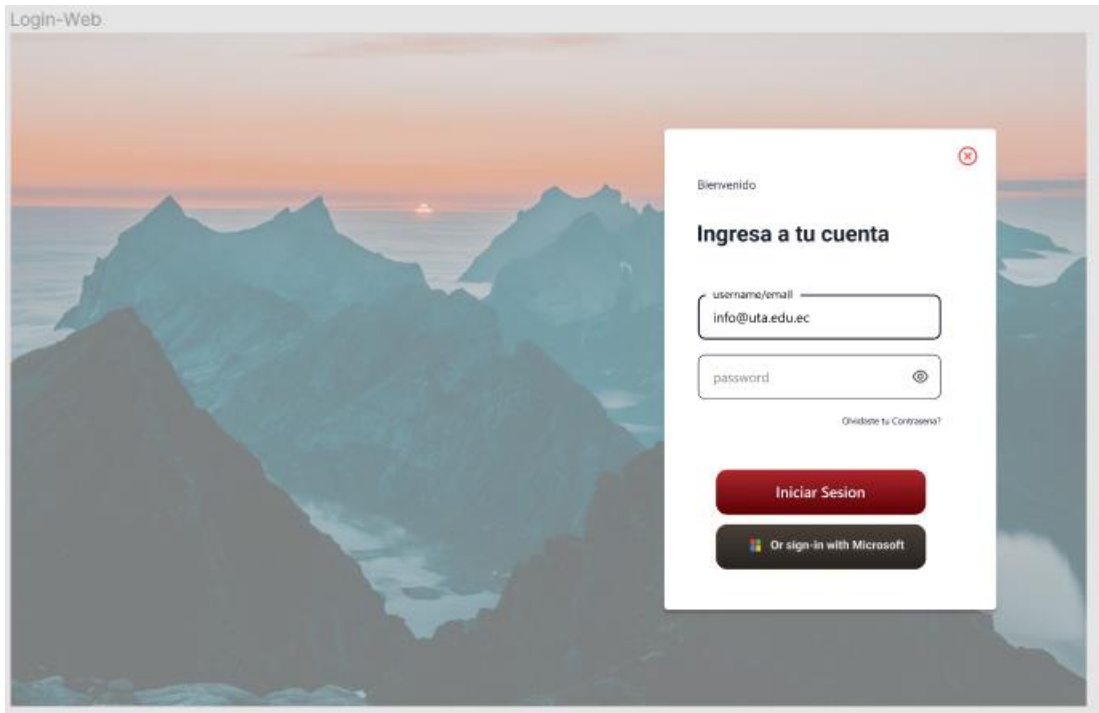 Login-Web
Bienvenido
Ingresa a tu cuenta
username/email
info@uta.edu.ec
password
Olvidaste tu Contrasena?
Iniciar Sesion
Or sign-in with Microsoft